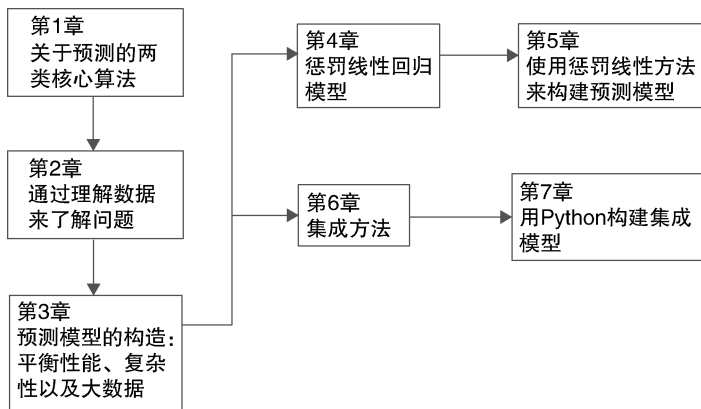 第1章
关于预测的两
类核心算法
第2章
通过理解数据
来了解问题
第3章
预测模型的构造：
平衡性能、复杂
性以及大数据
第4章
惩罚线性回归
模型
第5章
使用惩罚线性方法
来构建预测模型
第6章
集成方法
第7章
用Python构建集成
模型